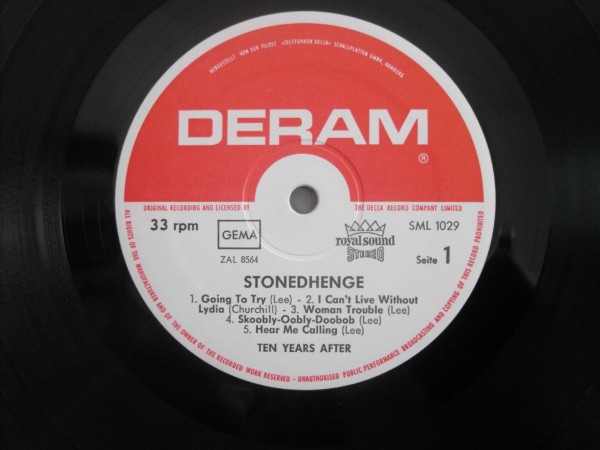 HERGESTELLT VON DER TELDEC »TELEFUNKEN DECCA« SCHALLPLATTEN GMBH, HAMBURG
DERAM
®
ORIGINAL RECORDING AND LICENSED BY THE DECCA RECORD COMPANY LIMITED
33 rpm
GEMA
ZAL 8564
royal sound
STEREO
SML 1029
Seite 1
STONEDHENGE
1. Going To Try (Lee) - 2. I Can't Live Without
Lydia (Churchill) - 3. Woman Trouble (Lee)
4. Skoobly-Oobly-Doobob (Lee)
5. Hear Me Calling (Lee)
TEN YEARS AFTER
ALL RIGHTS OF THE MANUFACTURER AND OF THE OWNER OF THE RECORDED WORK RESERVED - UNAUTHORISED PUBLIC PERFORMANCE BROADCASTING AND COPYING OF THIS RECORD PROHIBITED